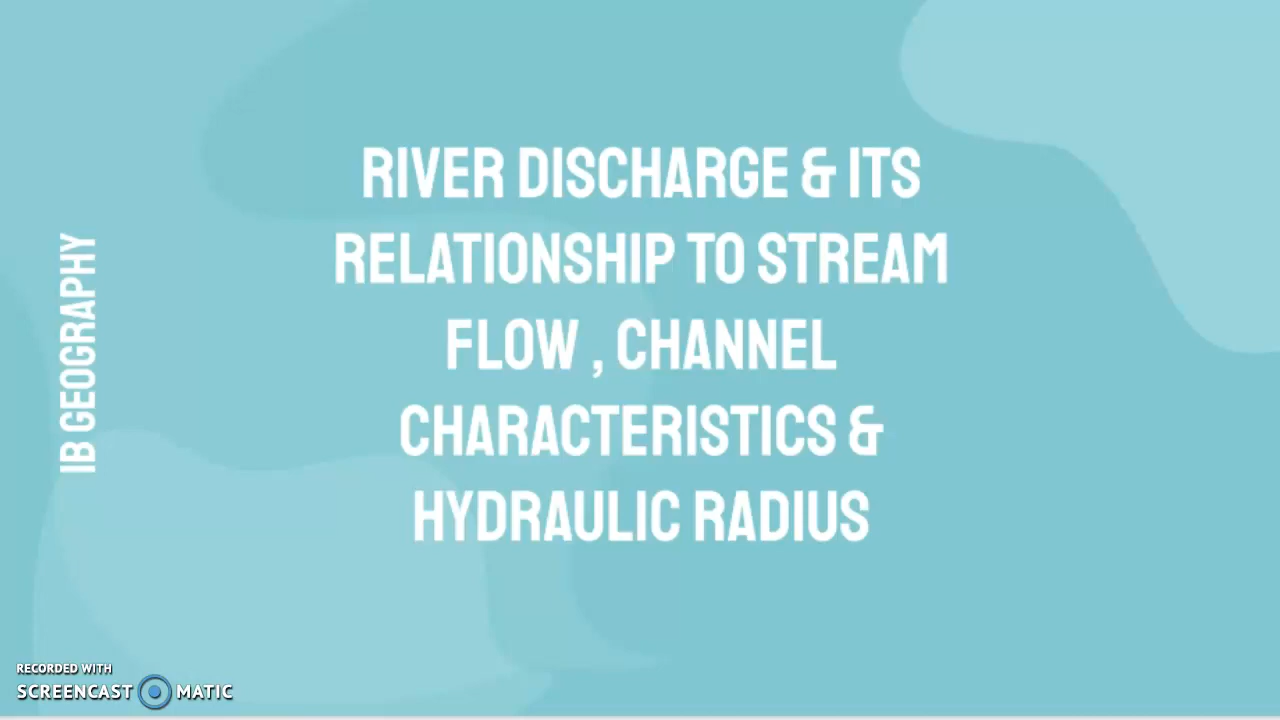 RIVER DISCHARGE & ITS
RELATIONSHIP TO STREAM
FLOW , CHANNEL
CHARACTERISTICS &
HYDRAULIC RADIUS
IB GEOGRAPHY
RECORDED WITH
SCREENCAST MATIC